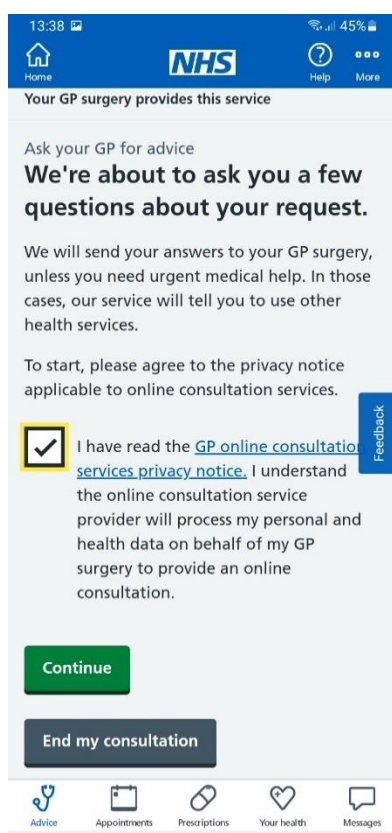 13:38 45%
NHS
Home Help More
Your GP surgery provides this service
Ask your GP for advice
We're about to ask you a few
questions about your request.
We will send your answers to your GP surgery,
unless you need urgent medical help. In those
cases, our service will tell you to use other
health services.
To start, please agree to the privacy notice
applicable to online consultation services.
Feedback
I have read the GP online consultation
services privacy notice. I understand
the online consultation service
provider will process my personal and
health data on behalf of my GP
surgery to provide an online
consultation.
Continue
End my consultation
Advice Appointments Prescriptions Your health Messages